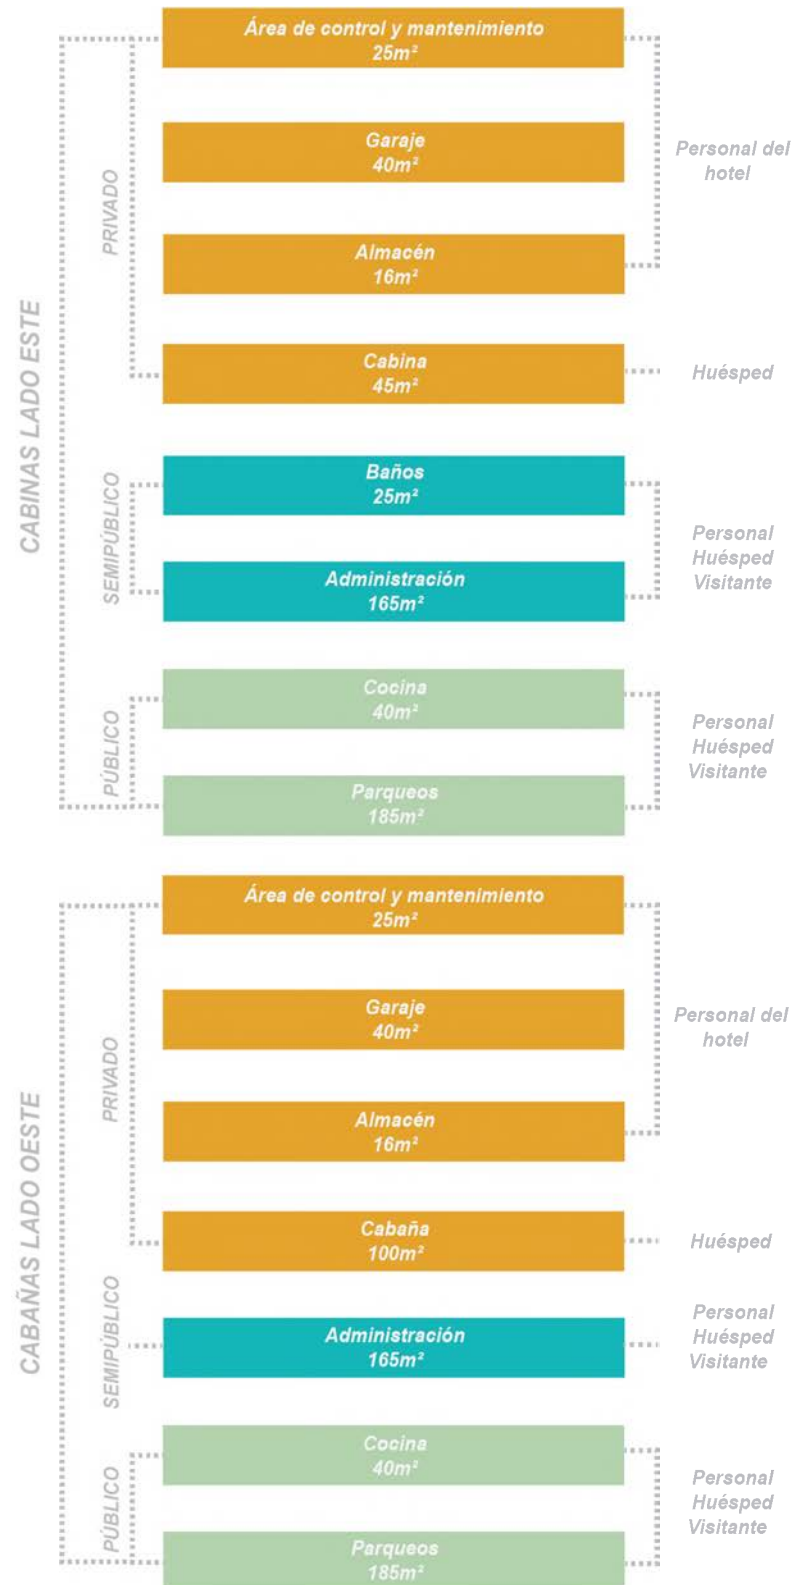 CABINAS LADO ESTE
PRIVADO
Área de control y mantenimiento
25m²
Garaje
40m²
Almacén
16m²
Personal del
hotel
Cabina
45m²
Huésped
SEMIPÚBLICO
Baños
25m²
Administración
165m²
Personal
Huésped
Visitante
PÚBLICO
Cocina
40m²
Parqueos
185m²
Personal
Huésped
Visitante
CABAÑAS LADO OESTE
PRIVADO
Área de control y mantenimiento
25m²
Garaje
40m²
Almacén
16m²
Personal del
hotel
Cabaña
100m²
Huésped
SEMIPÚBLICO
Administración
165m²
Personal
Huésped
Visitante
PÚBLICO
Cocina
40m²
Parqueos
185m²
Personal
Huésped
Visitante